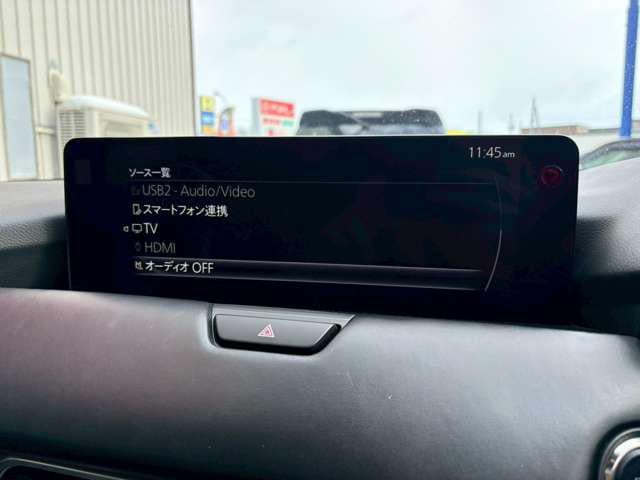 11:45am
ソース一覧
USB2 - Audio/Video
スマートフォン連携
TV
HDMI
オーディオ OFF